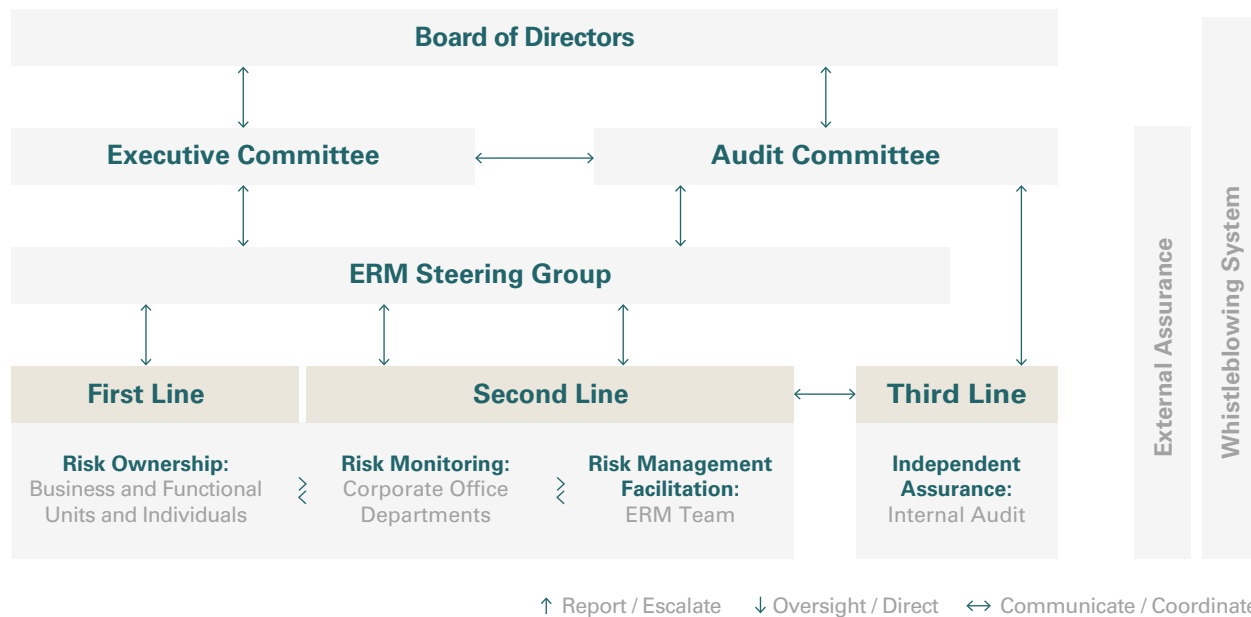 Board of Directors
Executive Committee
Audit Committee
ERM Steering Group
First Line
Second Line
Third Line
Risk Ownership:
Business and Functional
Units and Individuals
Risk Monitoring:
Corporate Office
Departments
Risk Management
Facilitation:
ERM Team
Independent
Assurance:
Internal Audit
External Assurance
Whistleblowing System
↑ Report / Escalate
↓ Oversight / Direct
↔ Communicate / Coordinate